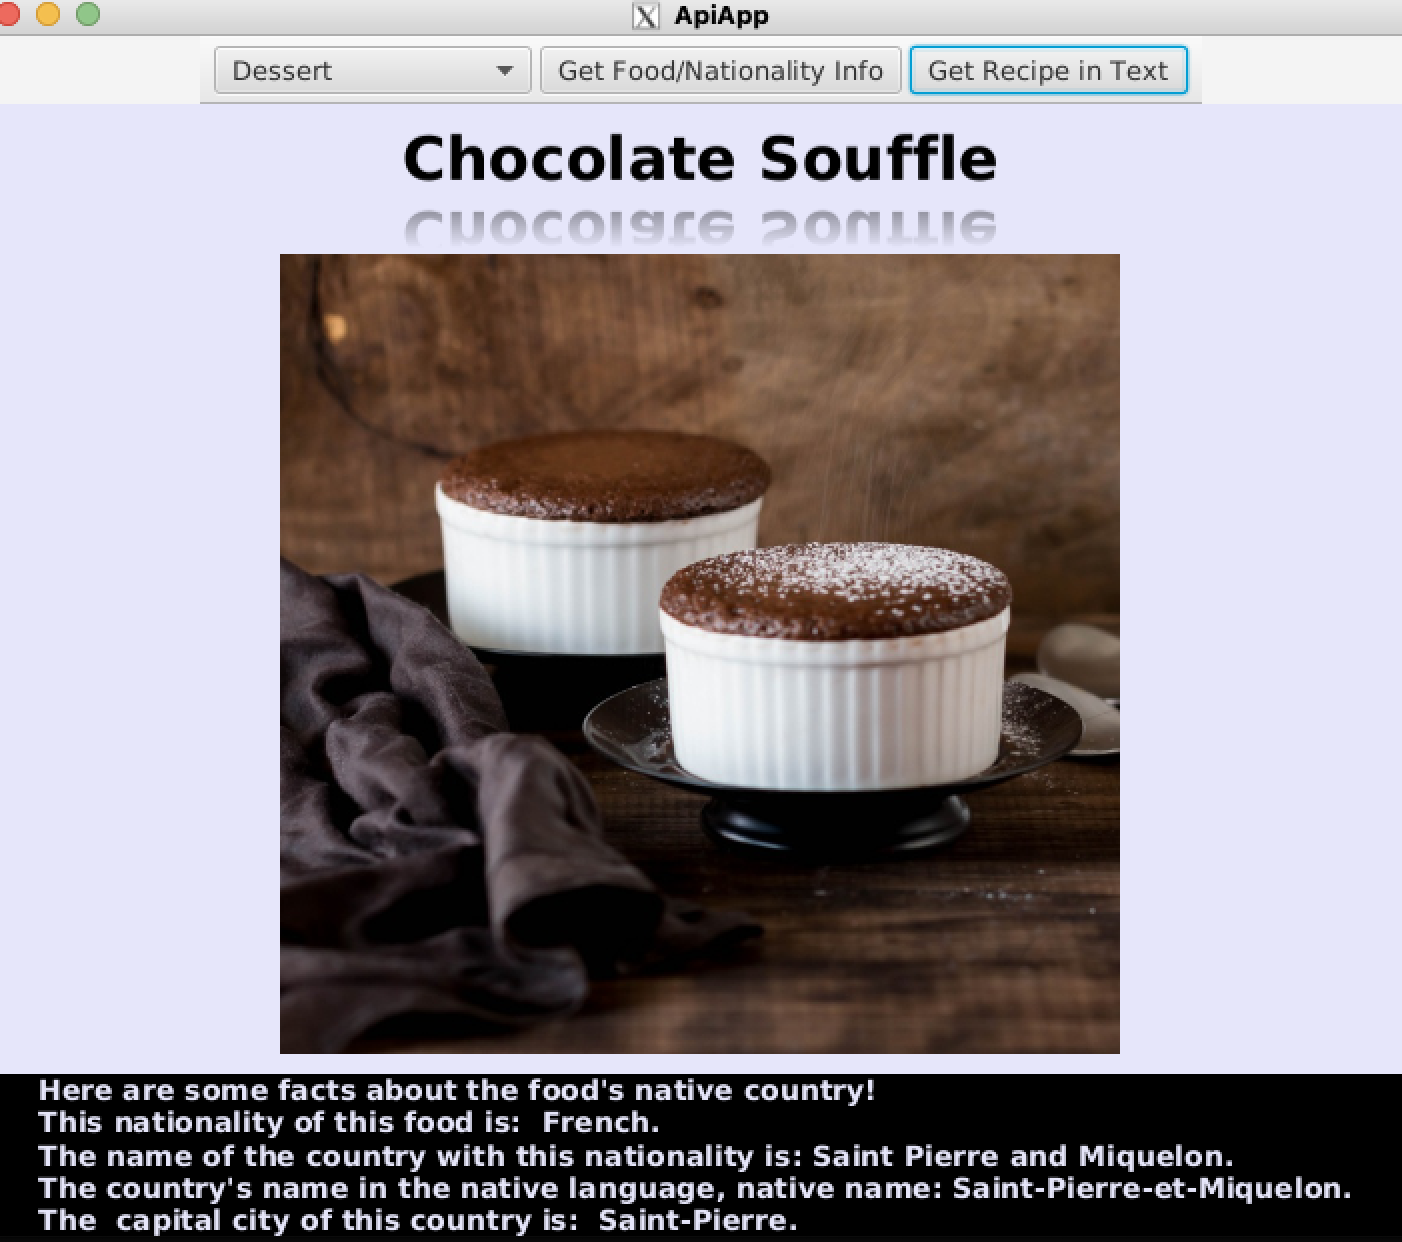 ApiApp
Dessert Get Food/Nationality Info Get Recipe in Text
Chocolate Souffle
Here are some facts about the food's native country!
This nationality of this food is:  French.
The name of the country with this nationality is: Saint Pierre and Miquelon.
The country's name in the native language, native name: Saint-Pierre-et-Miquelon.
The  capital city of this country is:  Saint-Pierre.